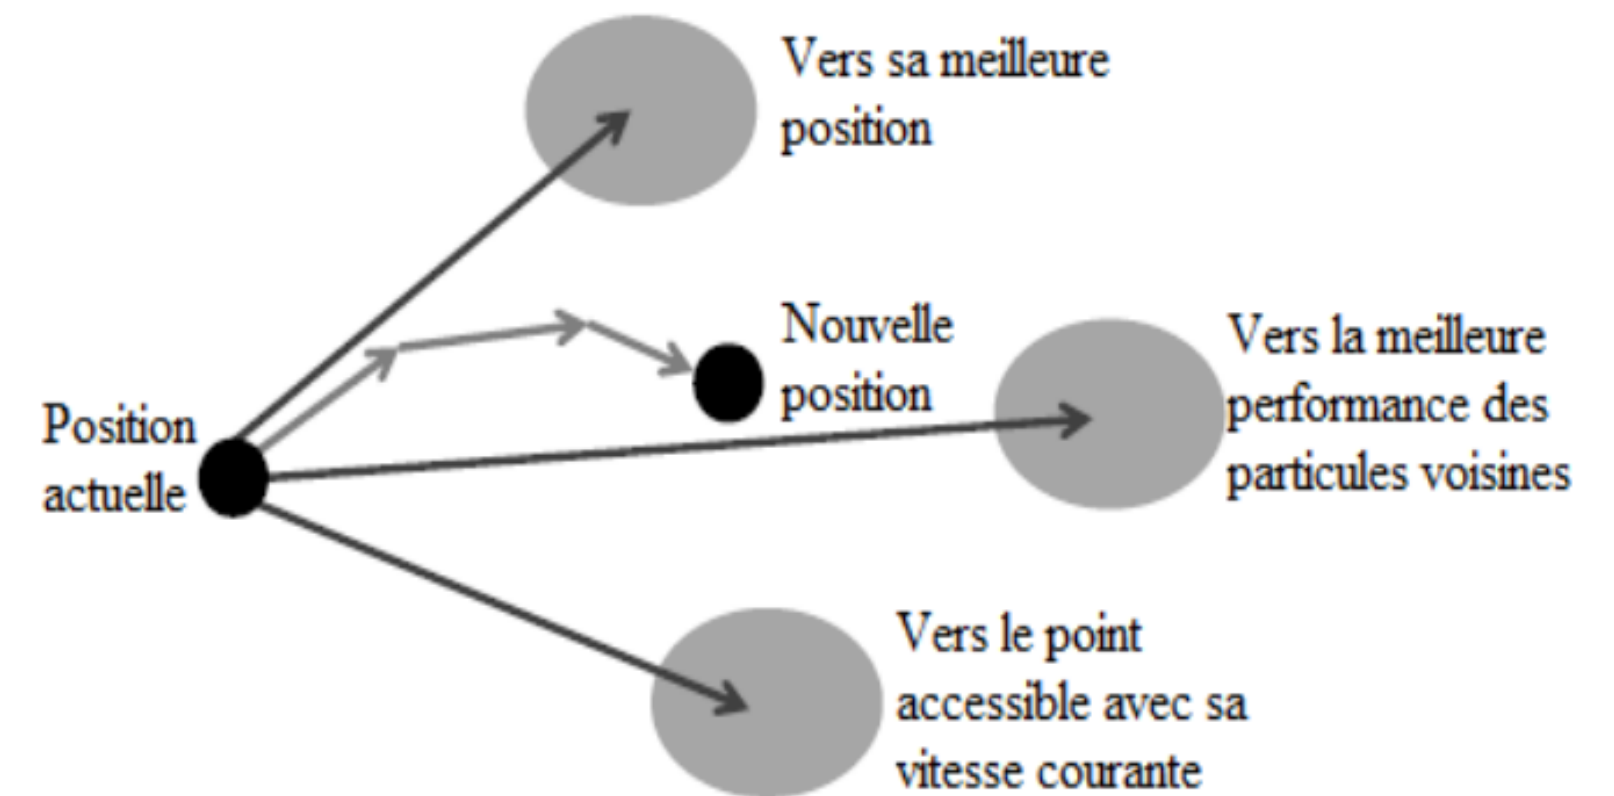 Vers sa meilleure
position
Nouvelle
position
Vers la meilleure
performance des
particules voisines
Position
actuelle
Vers le point
accessible avec sa
vitesse courante